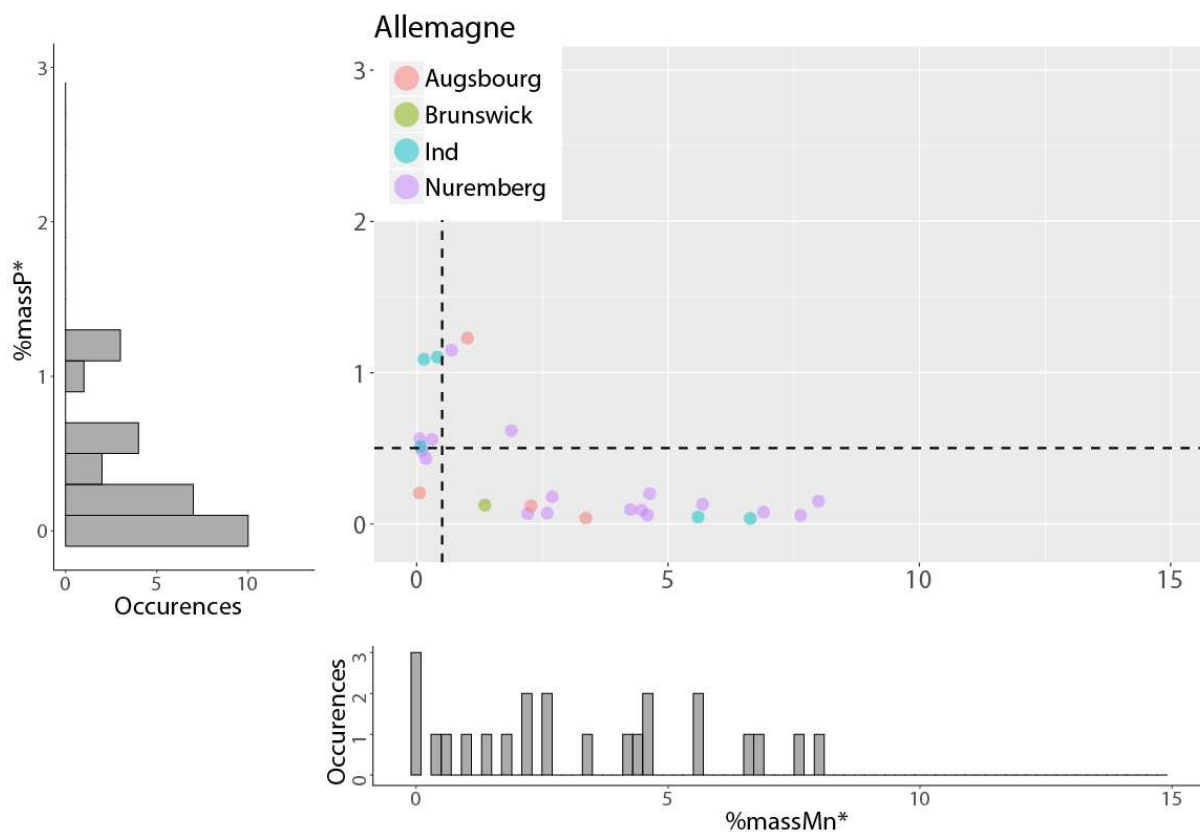 Allemagne
Augsbourg
Brunswick
Ind
Nuremberg
3
2
1
0
%massP*
0 5 10
Occurences
3
2
1
0
0 5 10 15
3
2
1
0
Occurences
0 5 10 15
%massMn*